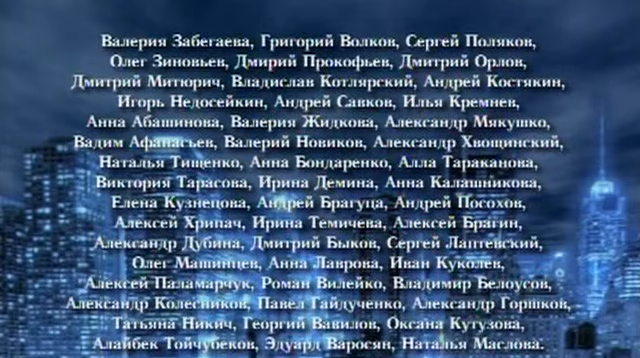 Валерия Забегаева, Григорий Волков, Сергей Поляков,
Олег Зиновьев, Дмирий Прокофьев, Дмитрий Орлов,
Дмитрий Митюрич, Владислав Котлярский, Андрей Костякин,
Игорь Недосейкин, Андрей Савков, Илья Кремнев,
Анна Абашинова, Валерия Жидкова, Александр Мякушко,
Вадим Афанасьев, Валерий Новиков, Александр Хвощинский,
Наталья Тищенко, Анна Бондаренко, Алла Тараканова,
Виктория Тарасова, Ирина Демина, Анна Калашникова,
Елена Кузнецова, Андрей Брагуца, Андрей Посохов,
Алексей Хрипач, Ирина Темичева, Алексей Брагин,
Александр Дубина, Дмитрий Быков, Сергей Лаптевский,
Олег Машинцев, Анна Лаврова, Иван Куколев,
Алексей Паламарчук, Роман Вилейко, Владимир Белоусов,
Александр Колесников, Павел Гайдученко, Александр Горшков,
Татьяна Никич, Георгий Вавилов, Оксана Кутузова,
Алайбек Тойчубеков, Эдуард Варосян, Наталья Маслова.